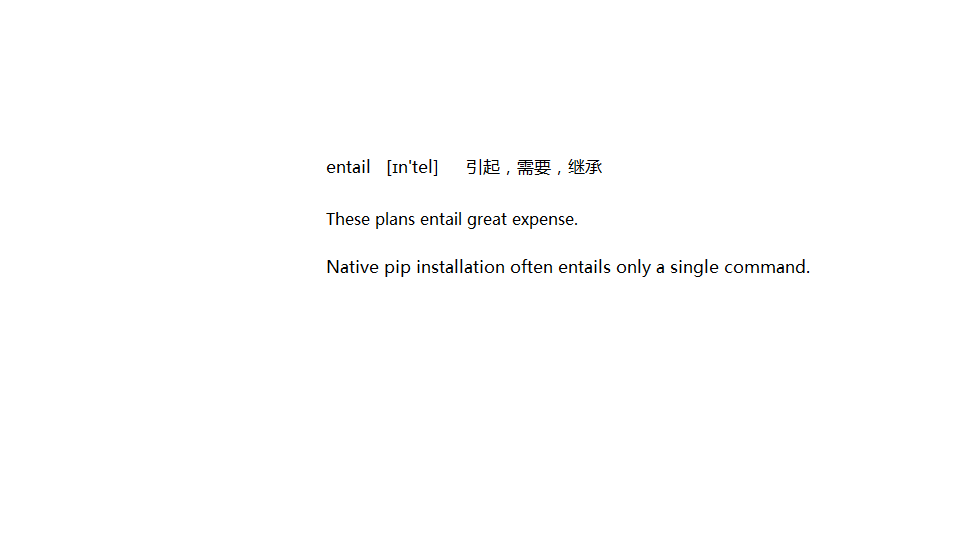 entail [ɪn'tel] 引起，需要，继承
These plans entail great expense.
Native pip installation often entails only a single command.